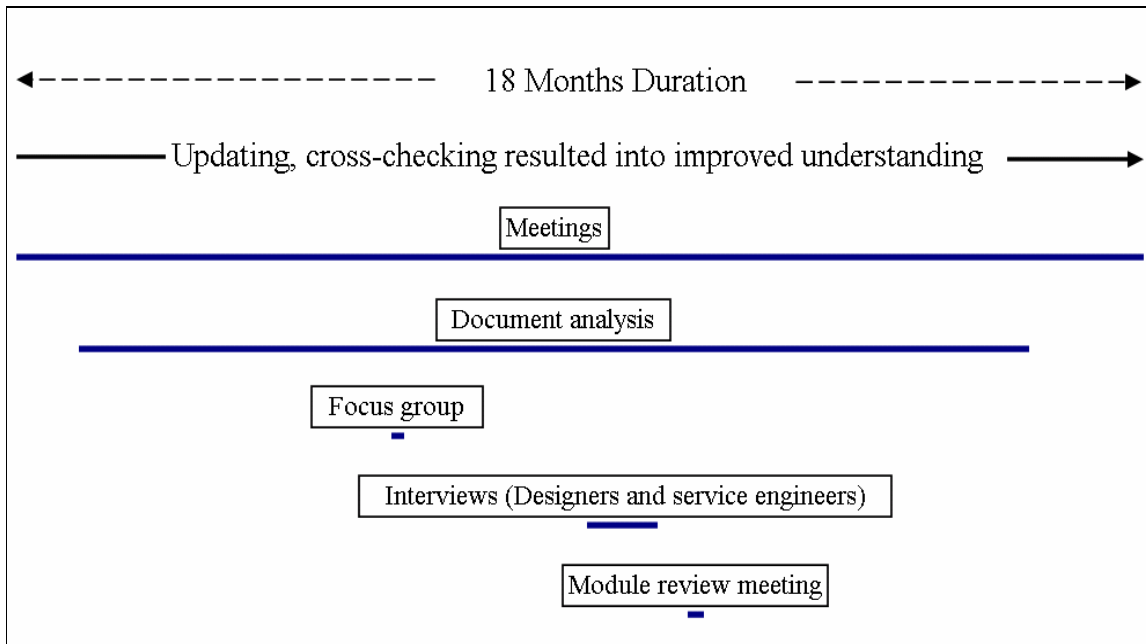 18 Months Duration
Updating, cross-checking resulted into improved understanding
Meetings
Document analysis
Focus group
Interviews (Designers and service engineers)
Module review meeting